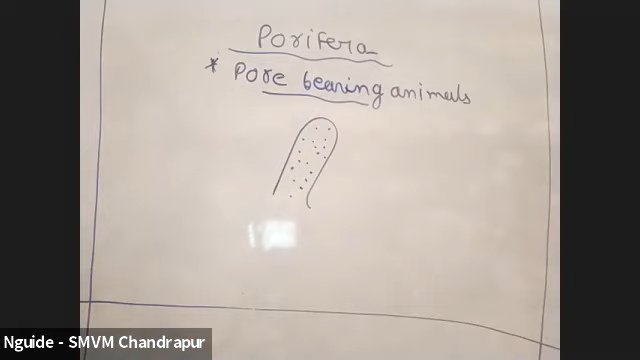 Porifera
* Pore bearing animals
Nguide - SMVM Chandrapur